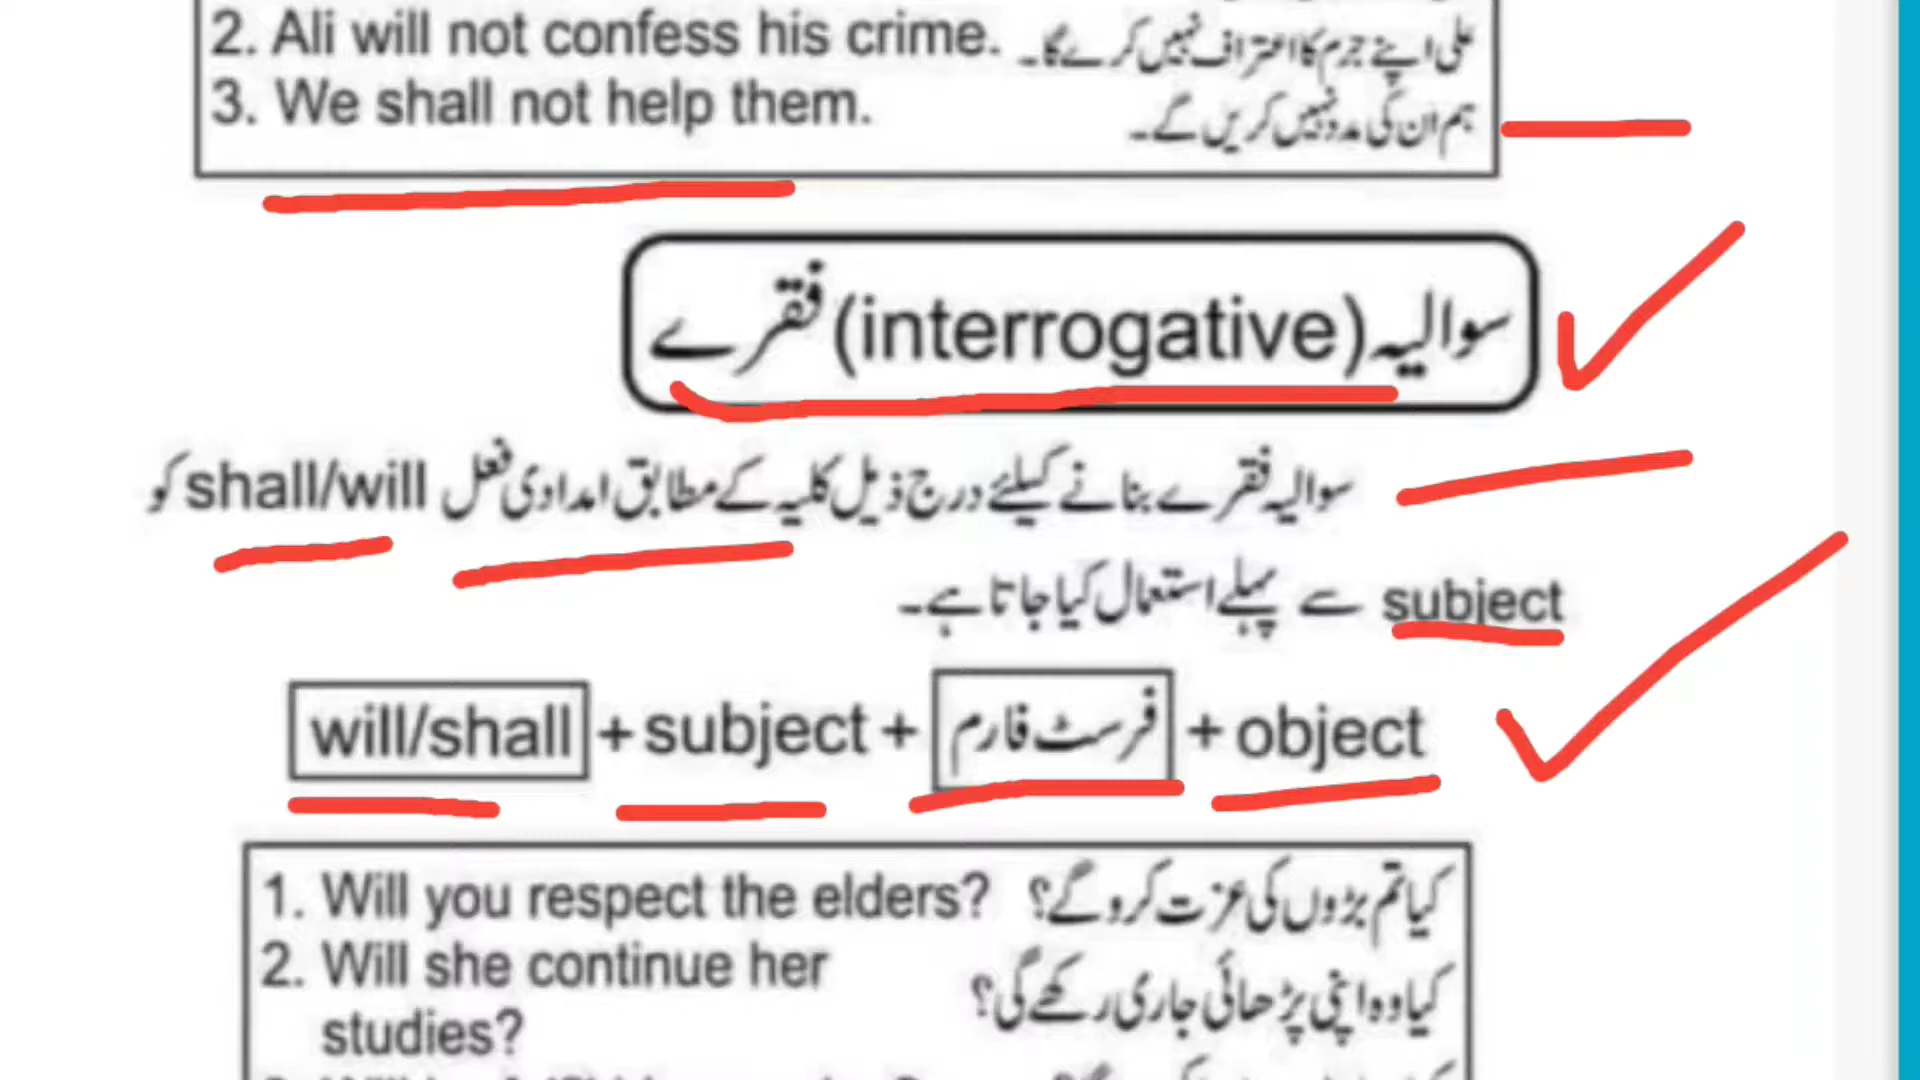 2. Ali will not confess his crime. علی اپنے جرم کا اعتراف نہیں کرے گا۔
3. We shall not help them. ہم ان کی مدد نہیں کریں گے۔
سوالیہ (interrogative) فقرے
سوالیہ فقرے بنانے کیلئے درج ذیل کلیہ کے مطابق امدادی فعل shall/will کو
subject سے پہلے استعمال کیا جاتا ہے۔
will/shall + subject + فرسٹ فارم + object
1. Will you respect the elders? کیا تم بڑوں کی عزت کرو گے؟
2. Will she continue her کیا وہ اپنی پڑھائی جاری رکھے گی؟
studies?